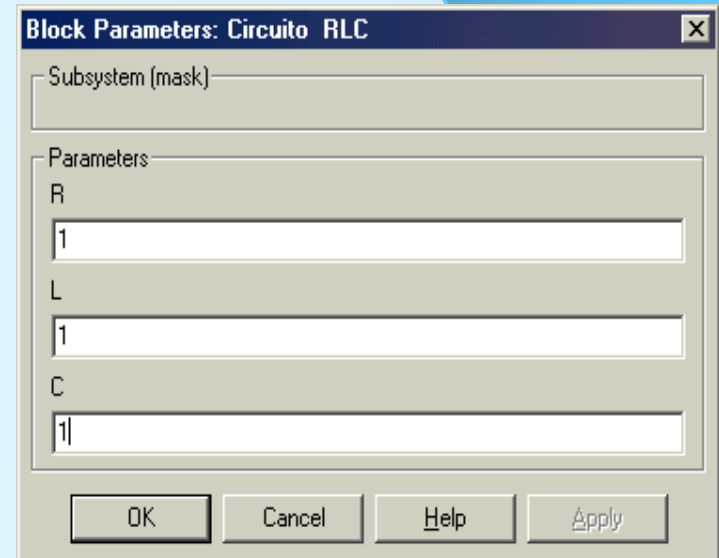 Block Parameters: Circuito RLC
Subsystem (mask)
Parameters
R
1
L
1
C
1
OK Cancel Help Apply